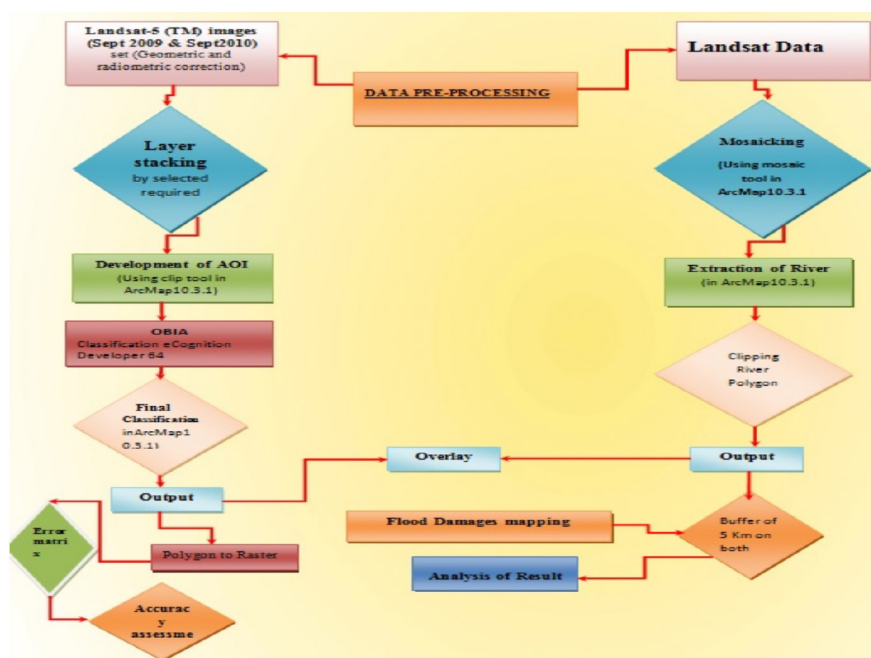 Landsat-5 (TM) images
(Sept 2009 & Sept2010)
set (Geometric and
radiometric correction)
Landsat Data
DATA PRE-PROCESSING
Layer
stacking
by selected
required
Mosaicking
(Using mosaic
tool in
ArcMap10.3.1
Development of AOI
(Using clip tool in
ArcMap10.3.1)
Extraction of River
(in ArcMap10.3.1)
OBIA
Classification eCognition
Developer 64
Clipping
River
Polygon
Final
Classification
inArcMap1
0.3.1)
Overlay
Output
Output
Flood Damages mapping
Buffer of
5 Km on
both
Error
matri
x
Polygon to Raster
Analysis of Result
Accurac
y
assessme